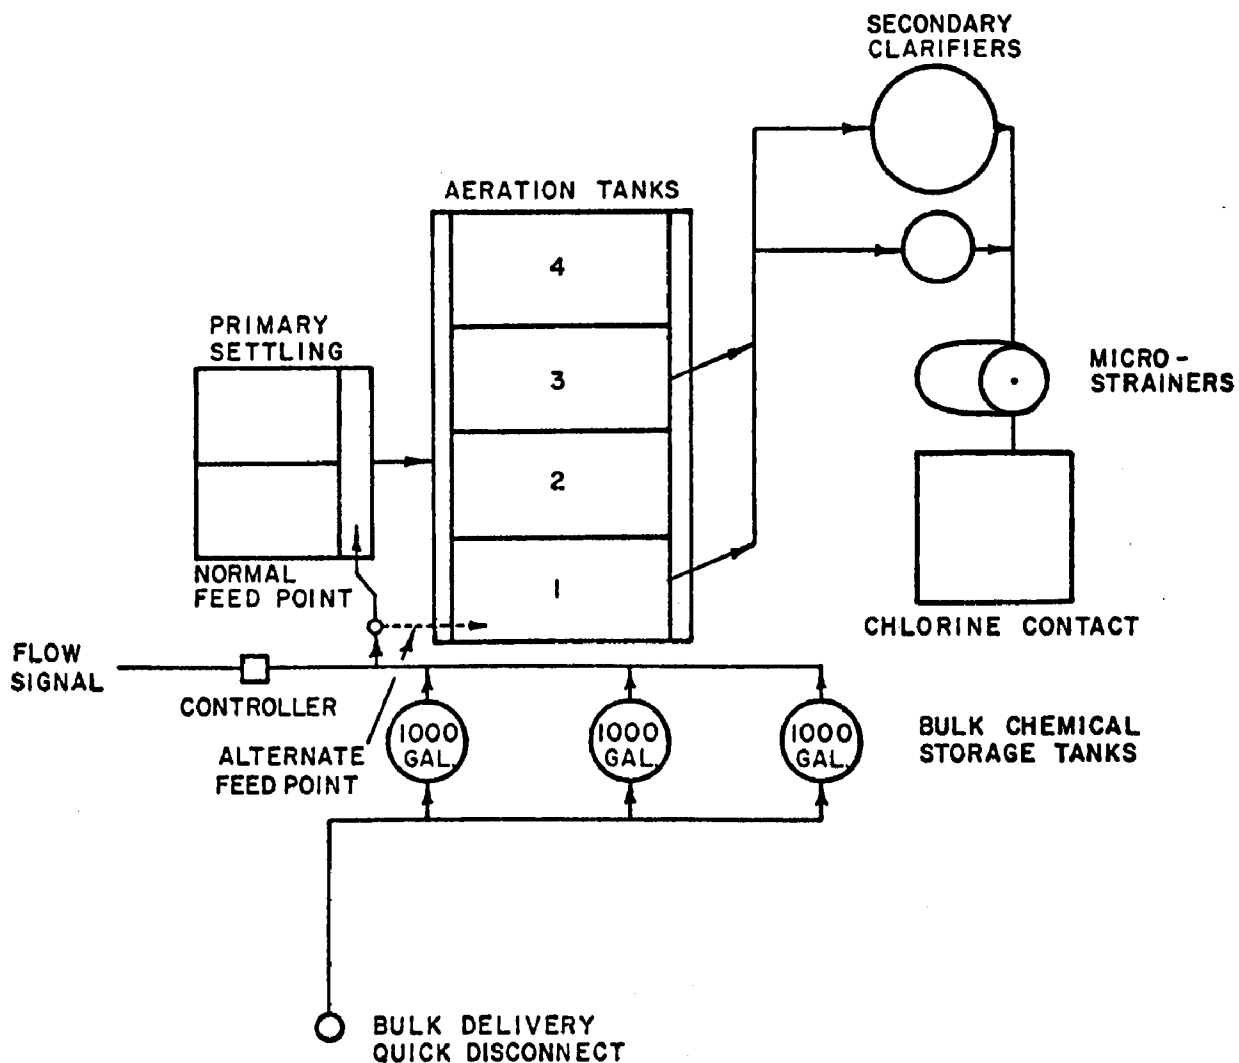 SECONDARY
CLARIFIERS
AERATION TANKS
4
3
2
1
PRIMARY
SETTLING
MICRO-
STRAINERS
NORMAL
FEED POINT
CHLORINE CONTACT
FLOW
SIGNAL
CONTROLLER
ALTERNATE
FEED POINT
1000
GAL.
1000
GAL.
1000
GAL.
BULK CHEMICAL
STORAGE TANKS
BULK DELIVERY
QUICK DISCONNECT